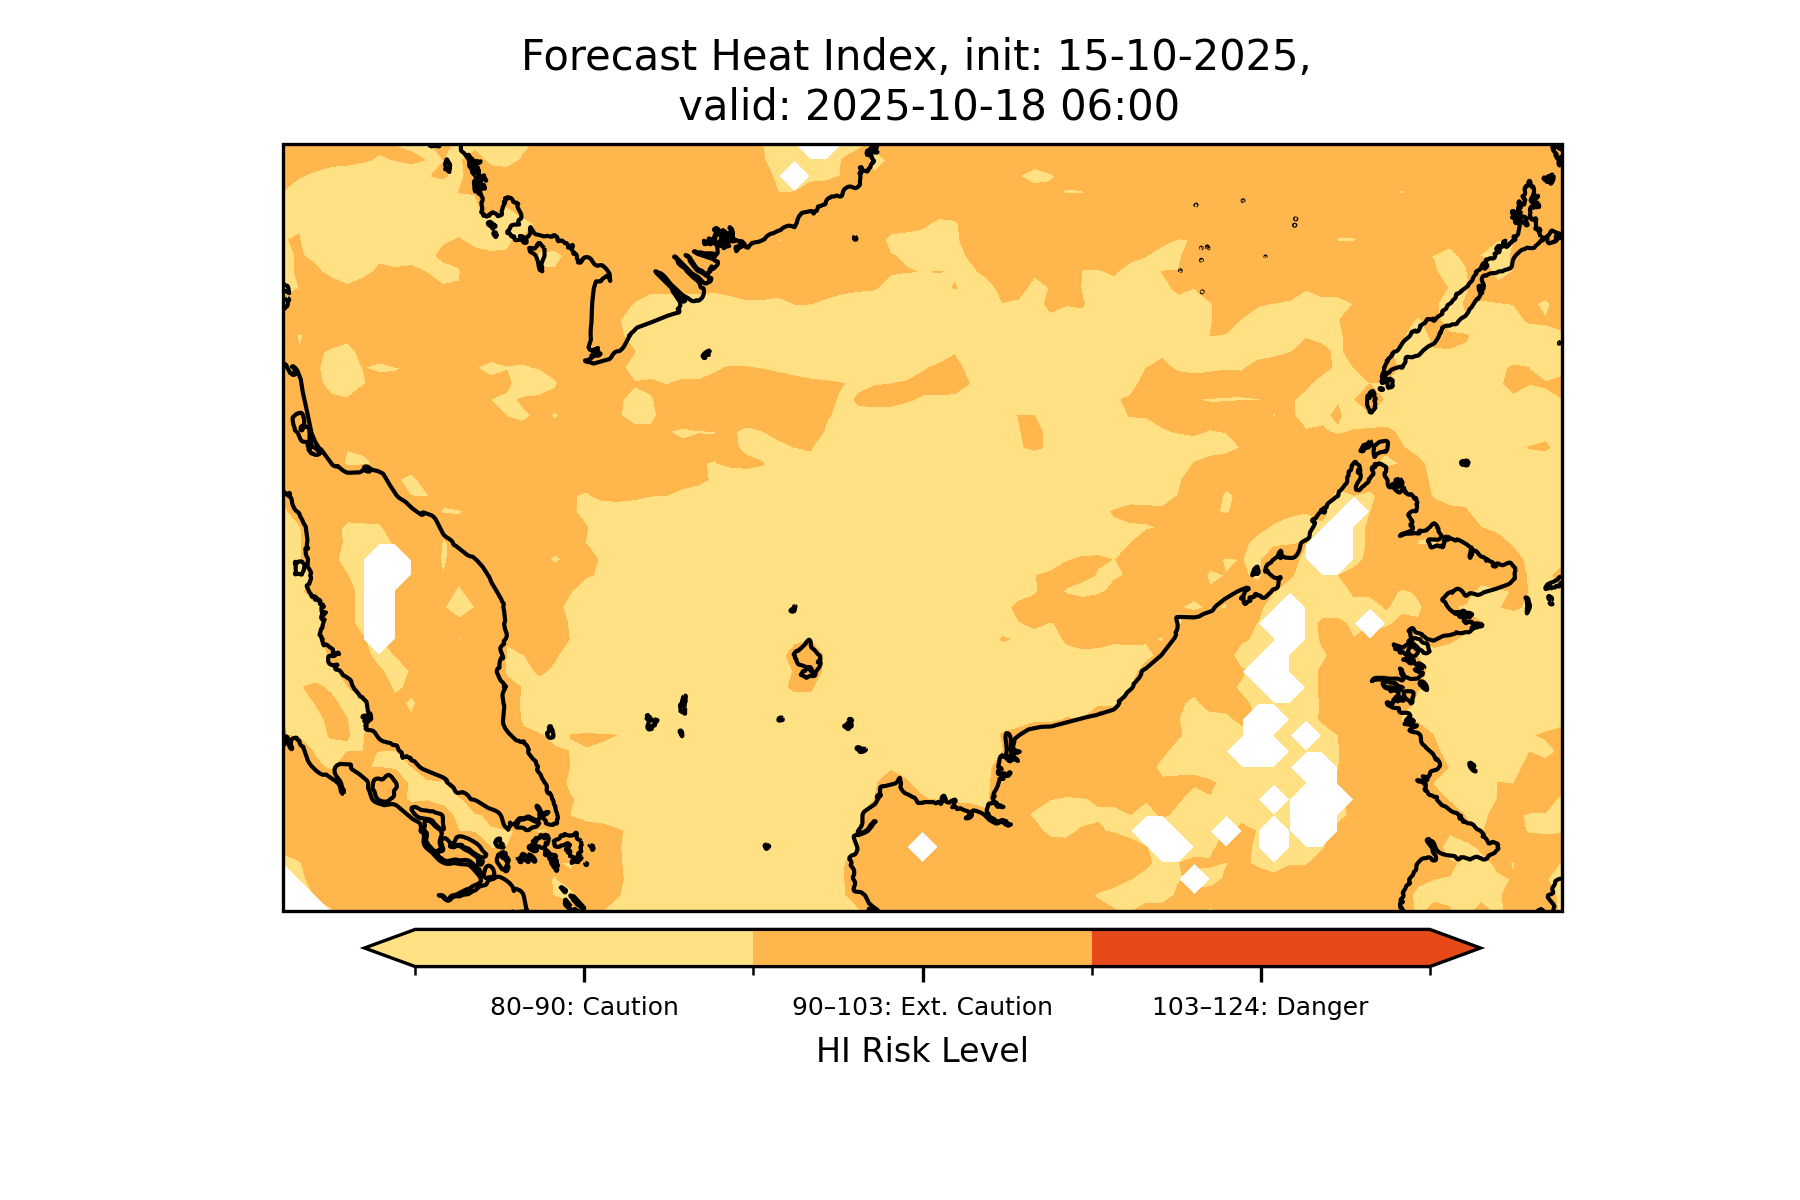 Forecast Heat Index, init: 15-10-2025,
valid: 2025-10-18 06:00
80–90: Caution
90–103: Ext. Caution
103–124: Danger
HI Risk Level